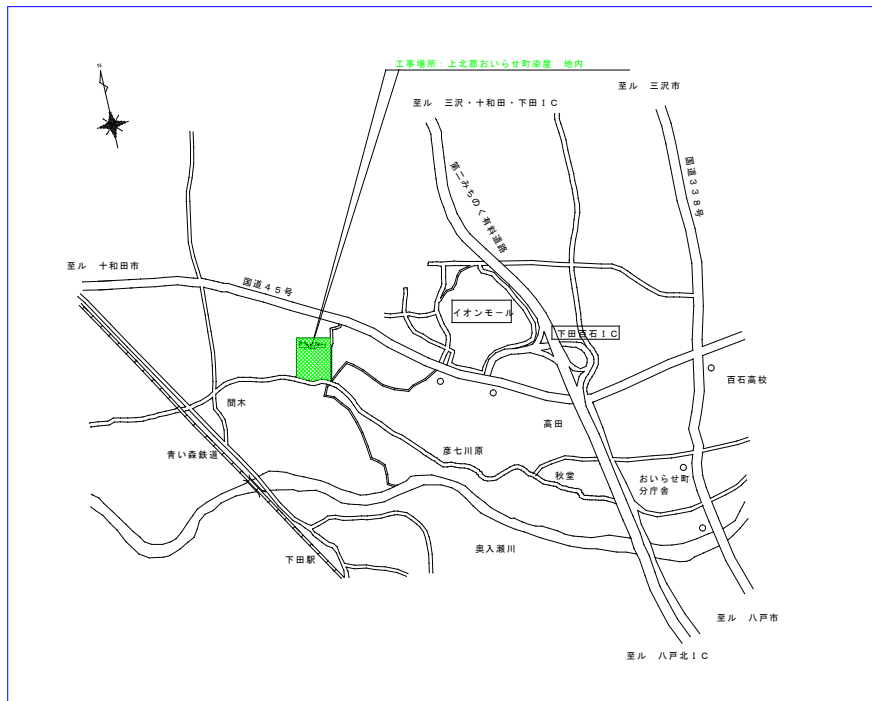 工事場所：上北郡おいらせ町染屋　地内
N
至ル　三沢市
至ル　三沢・十和田・下田ＩＣ
国道３３８号
第二みちのく有料道路
至ル　十和田市
国道４５号
イオンモール
下田百石ＩＣ
百石高校
間木
高田
青い森鉄道
彦七川原
秋堂
おいらせ町
分庁舎
奥入瀬川
下田駅
至ル　八戸市
至ル　八戸北ＩＣ